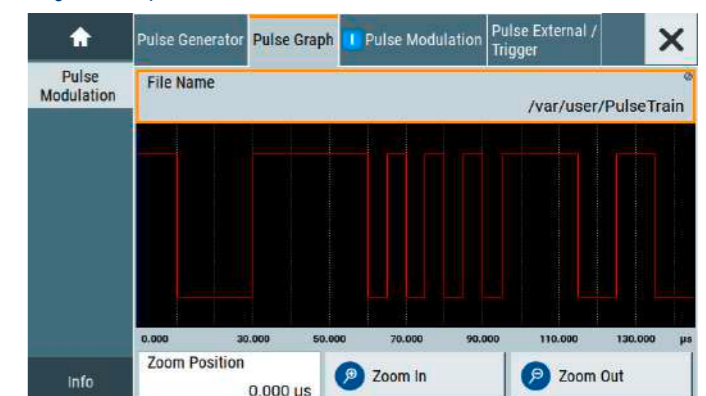 Pulse Generator Pulse Graph Pulse Modulation Pulse External /
Trigger
Pulse
Modulation
File Name
/var/user/PulseTrain
0.000 30.000 50.000 70.000 90.000 110.000 130.000 µs
Zoom Position
0.000 µs
Zoom In
Zoom Out
Info